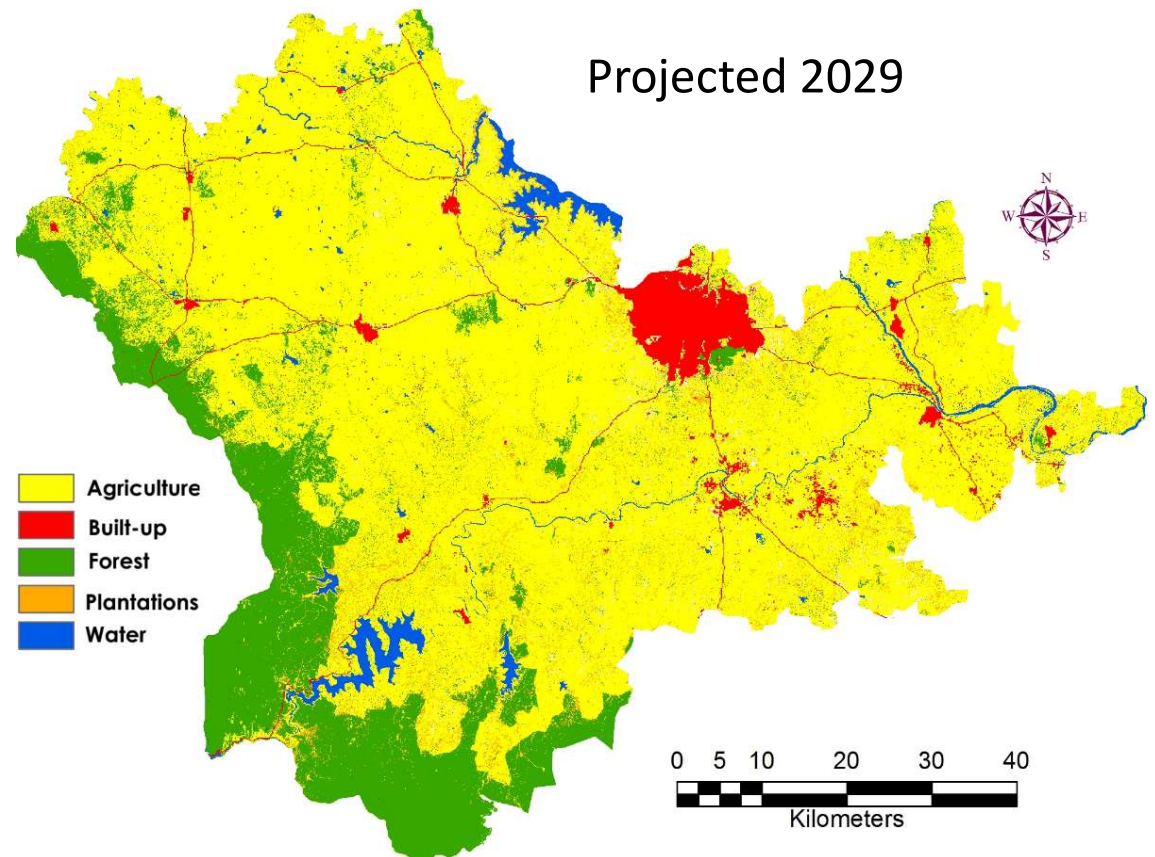 Projected 2029
N
W E
S
Agriculture
Built-up
Forest
Plantations
Water
0 5 10 20 30 40
Kilometers